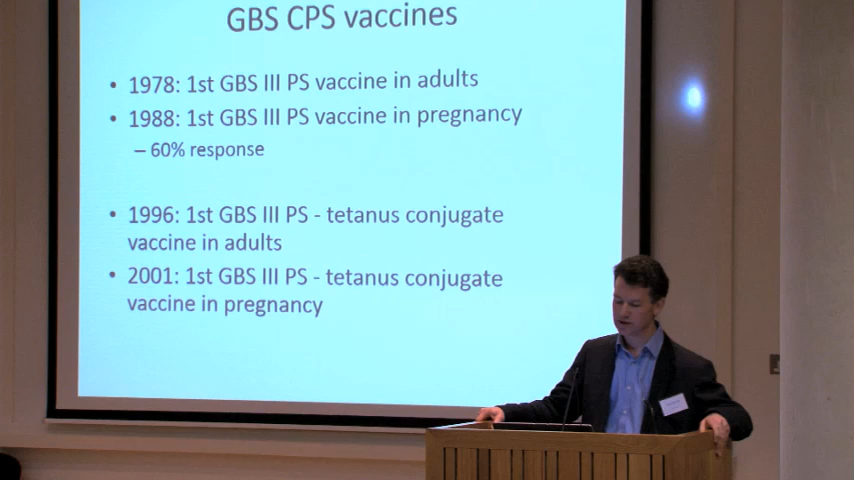 GBS CPS vaccines
• 1978: 1st GBS III PS vaccine in adults
• 1988: 1st GBS III PS vaccine in pregnancy
– 60% response
• 1996: 1st GBS III PS - tetanus conjugate
vaccine in adults
• 2001: 1st GBS III PS - tetanus conjugate
vaccine in pregnancy